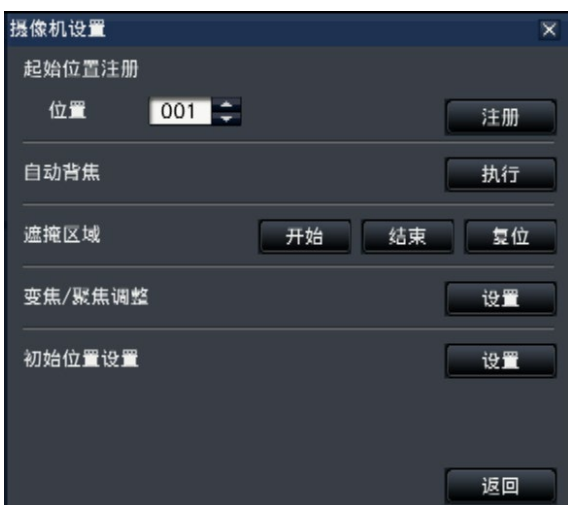 摄像机设置
起始位置注册
位置 001 注册
自动背焦 执行
遮掩区域 开始 结束 复位
变焦/聚焦调整 设置
初始位置设置 设置
返回